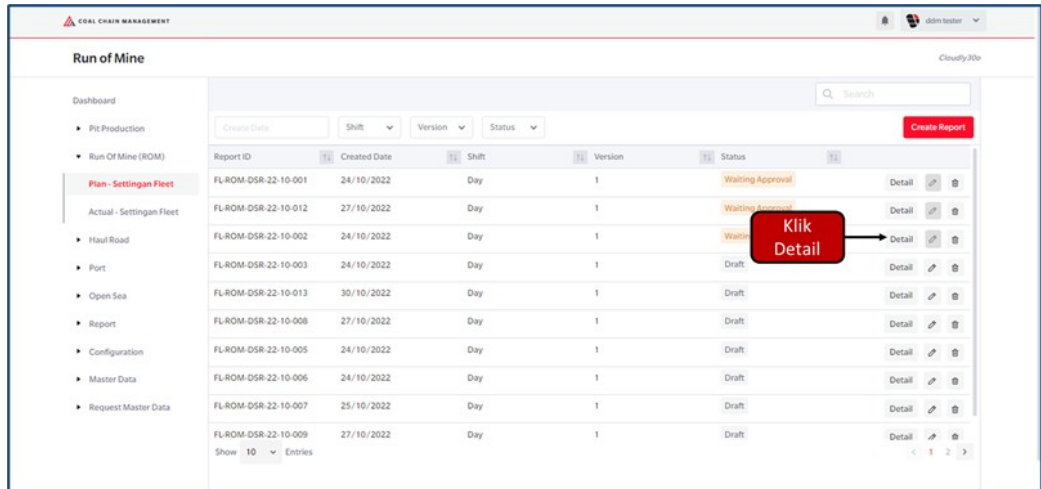 COAL CHAIN MANAGEMENT
ddm tester
Run of Mine
Cloudly30o
Search
Dashboard
Pit Production
Run Of Mine (ROM)
Plan - Settingan Fleet
Actual - Settingan Fleet
Haul Road
Port
Open Sea
Report
Configuration
Master Data
Request Master Data
Create Date Shift Version Status Create Report
Report ID Created Date Shift Version Status
FL-ROM-DSR-22-10-001 24/10/2022 Day 1 Waiting Approval Detail
FL-ROM-DSR-22-10-012 27/10/2022 Day 1 Waiting Approval Detail
FL-ROM-DSR-22-10-002 24/10/2022 Day 1 Detail
Klik
Detail
FL-ROM-DSR-22-10-003 24/10/2022 Day 1 Draft Detail
FL-ROM-DSR-22-10-013 30/10/2022 Day 1 Draft Detail
FL-ROM-DSR-22-10-008 27/10/2022 Day 1 Draft Detail
FL-ROM-DSR-22-10-005 24/10/2022 Day 1 Draft Detail
FL-ROM-DSR-22-10-006 24/10/2022 Day 1 Draft Detail
FL-ROM-DSR-22-10-007 25/10/2022 Day 1 Draft Detail
FL-ROM-DSR-22-10-009 27/10/2022 Day 1 Draft Detail
Show 10 Entries
< 1 2 >